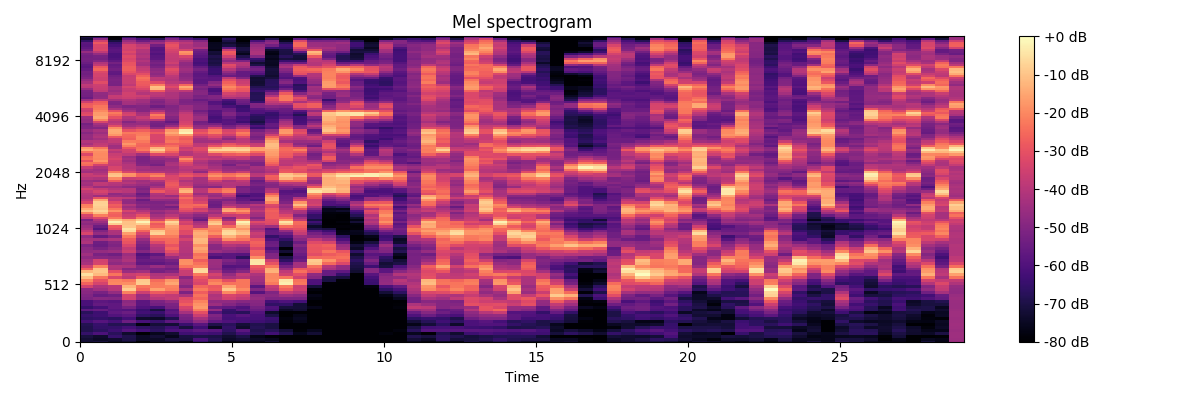 Mel spectrogram
Hz
8192
4096
2048
1024
512
0
0 5 10 15 20 25
Time
+0 dB
-10 dB
-20 dB
-30 dB
-40 dB
-50 dB
-60 dB
-70 dB
-80 dB